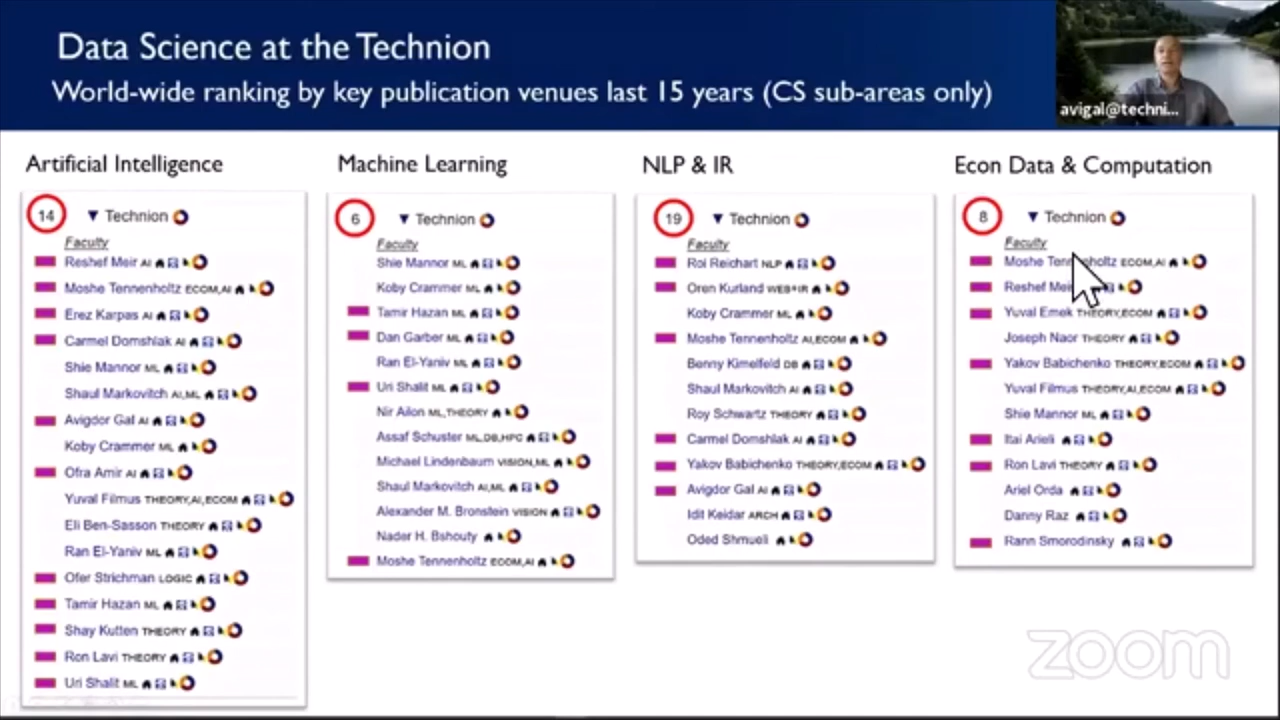 Data Science at the Technion
World-wide ranking by key publication venues last 15 years (CS sub-areas only)
avigal@techni...
Artificial Intelligence
14 ▼ Technion
Faculty
Reshef Meir AI
Moshe Tennenholtz ECOM,AI
Erez Karpas AI
Carmel Domshlak AI
Shie Mannor ML
Shaul Markovitch AI,ML
Avigdor Gal AI
Koby Crammer ML
Ofra Amir AI
Yuval Filmus THEORY,AI,ECOM
Eli Ben-Sasson THEORY
Ran El-Yaniv ML
Ofer Strichman LOGIC
Tamir Hazan ML
Shay Kutten THEORY
Ron Lavi THEORY
Uri Shalit ML
Machine Learning
6 ▼ Technion
Faculty
Shie Mannor ML
Koby Crammer ML
Tamir Hazan ML
Dan Garber ML
Ran El-Yaniv ML
Uri Shalit ML
Nir Ailon ML,THEORY
Assaf Schuster ML,DB,HPC
Michael Lindenbaum VISION,ML
Shaul Markovitch AI,ML
Alexander M. Bronstein VISION
Nader H. Bshouty
Moshe Tennenholtz ECOM,AI
NLP & IR
19 ▼ Technion
Faculty
Roi Reichart NLP
Oren Kurland WEB+IR
Koby Crammer ML
Moshe Tennenholtz AI,ECOM
Benny Kimelfeld DB
Shaul Markovitch AI
Roy Schwartz THEORY
Carmel Domshlak AI
Yakov Babichenko THEORY,ECOM
Avigdor Gal AI
Idit Keidar ARCH
Oded Shmueli
Econ Data & Computation
8 ▼ Technion
Faculty
Moshe Tennenholtz ECOM,AI
Reshef Meir
Yuval Emek THEORY,ECOM
Joseph Naor THEORY
Yakov Babichenko THEORY,ECOM
Yuval Filmus THEORY,AI,ECOM
Shie Mannor ML
Itai Arieli
Ron Lavi THEORY
Ariel Orda
Danny Raz
Rann Smorodinsky
zoom